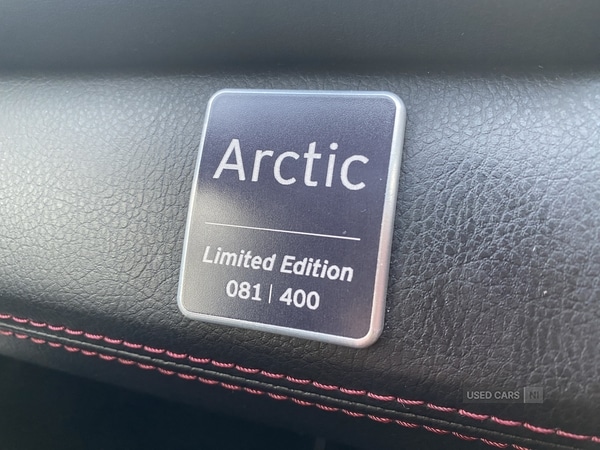 Arctic
Limited Edition
081 | 400
USED CARS NI